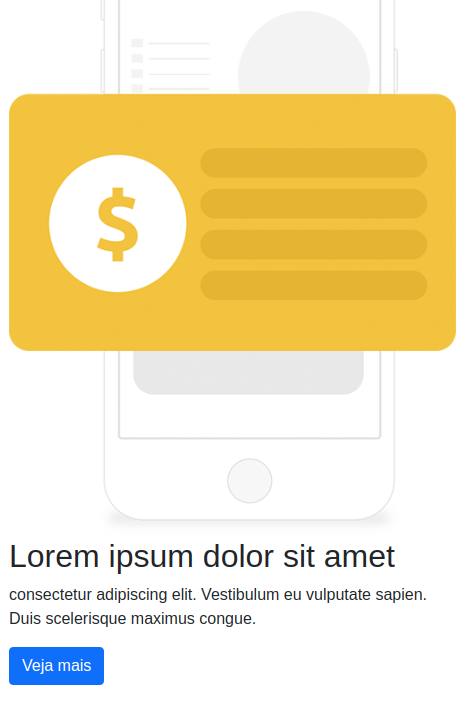 $
Lorem ipsum dolor sit amet
consectetur adipiscing elit. Vestibulum eu vulputate sapien.
Duis scelerisque maximus congue.
Veja mais